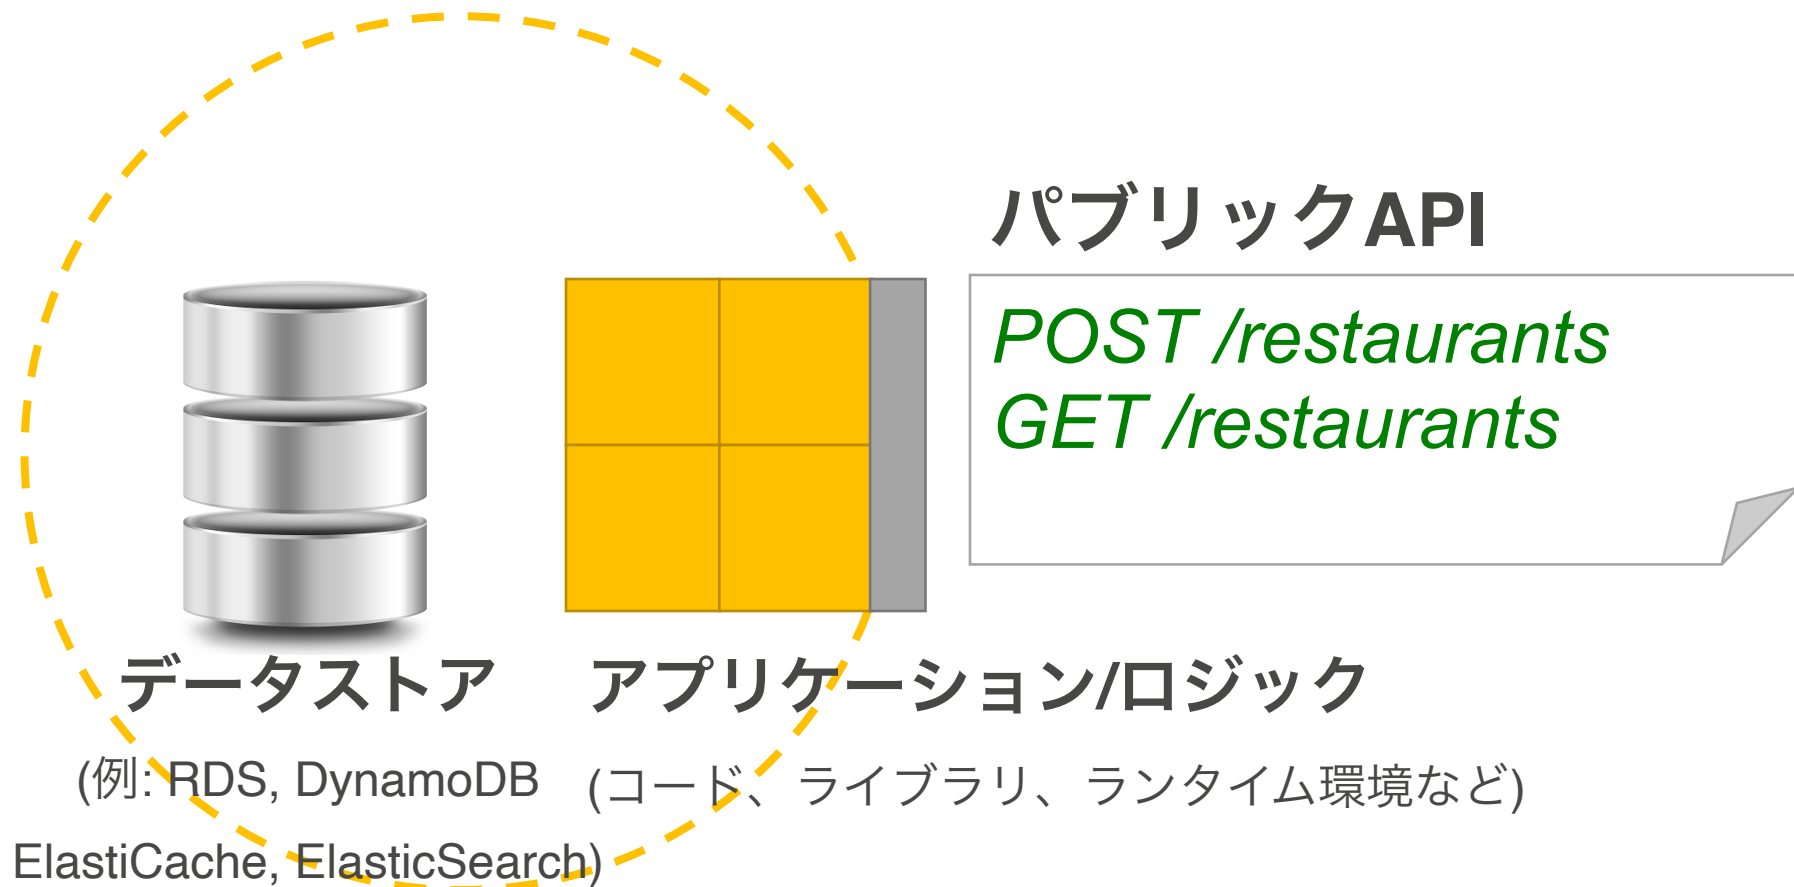 パブリックAPI
POST /restaurants
GET /restaurants
データストア
(例: RDS, DynamoDB
ElastiCache, ElasticSearch)
アプリケーション/ロジック
(コード、ライブラリ、ランタイム環境など)